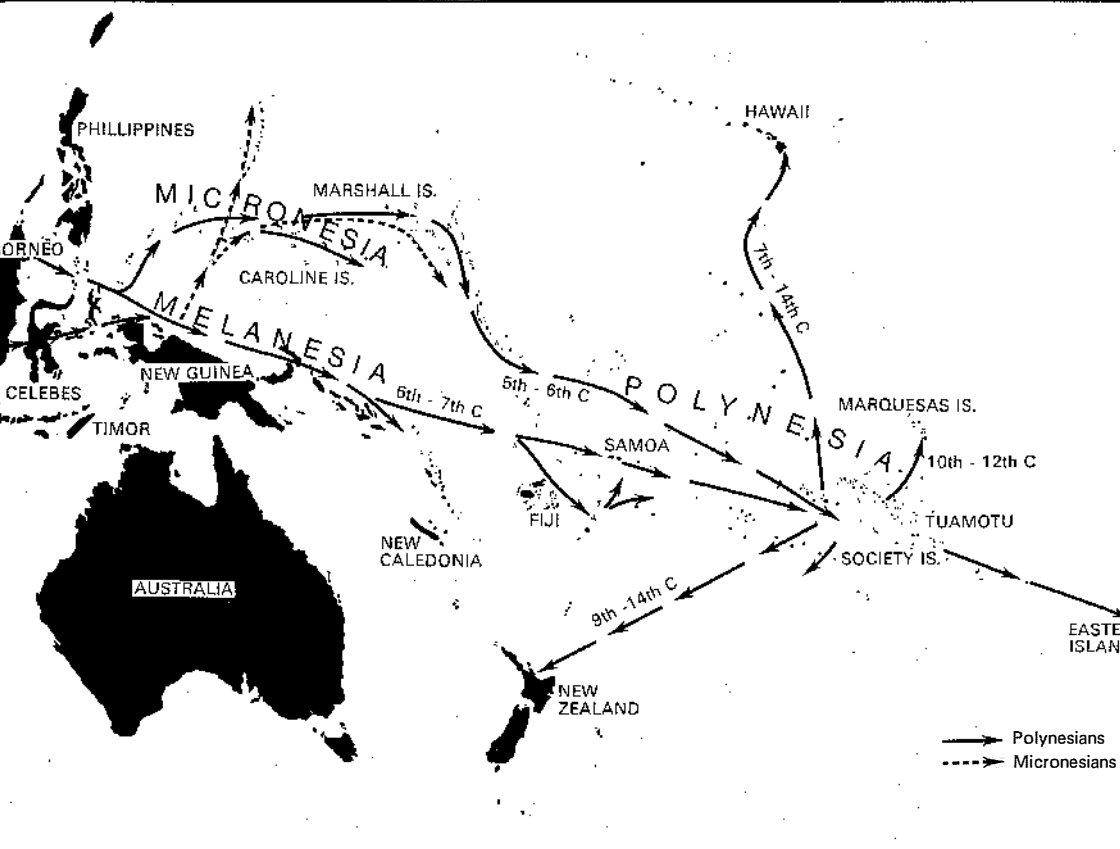 HAWAII
PHILLIPPINES
MICRONESIA
MARSHALL IS.
ORNEO
CAROLINE IS.
7th - 14th C
MELANESIA
NEW GUINEA
CELEBES
6th - 7th C
5th - 6th C
POLYNESIA
MARQUESAS IS.
TIMOR
SAMOA
10th - 12th C
FIJI
TUAMOTU
NEW
CALEDONIA
SOCIETY IS.
AUSTRALIA
9th - 14th C
EASTE
ISLAN
NEW
ZEALAND
Polynesians
Micronesians